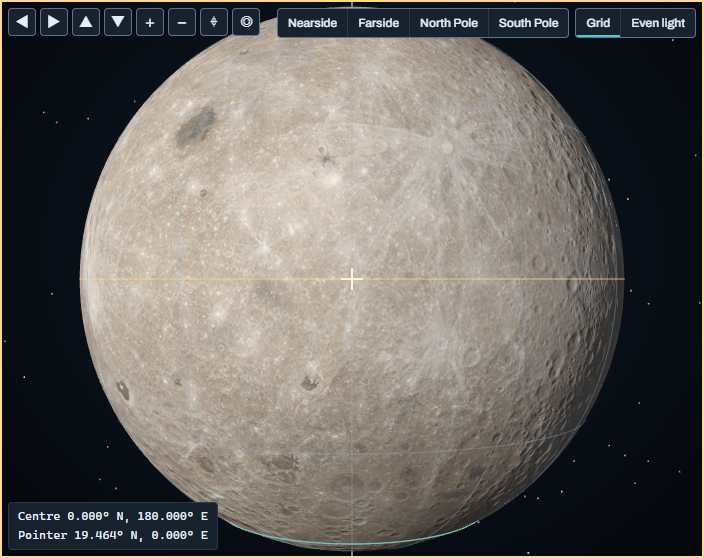 Nearside Farside North Pole South Pole Grid Even light
Centre 0.000° N, 180.000° E
Pointer 19.464° N, 0.000° E